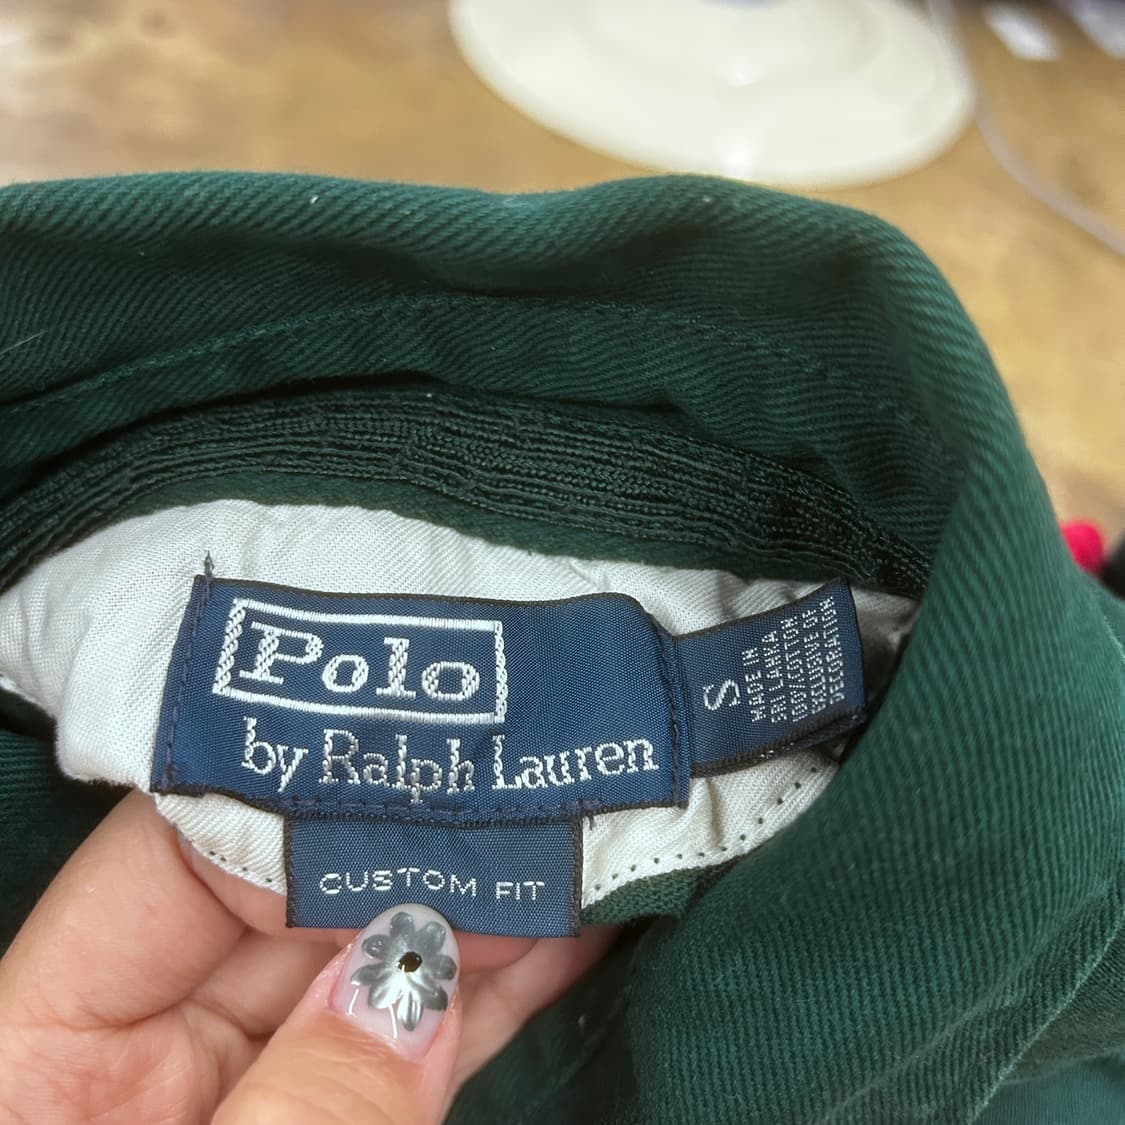 Polo
by Ralph Lauren
CUSTOM FIT
S
MADE IN
SRI LANKA
100% COTTON
EXCLUSIVE OF
DECORATION